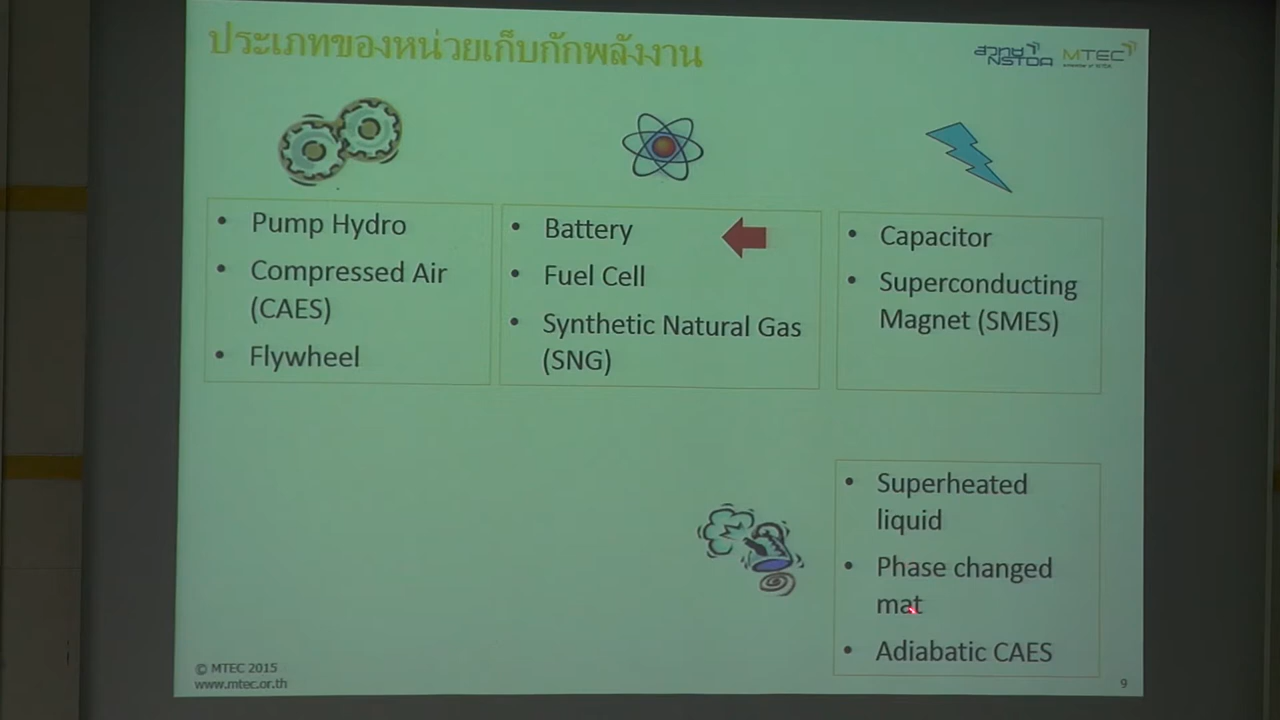 ประเภทของหน่วยเก็บกักพลังงาน
สวทช
NSTDA
MTEC
• Pump Hydro
• Compressed Air
(CAES)
• Flywheel
• Battery
• Fuel Cell
• Synthetic Natural Gas
(SNG)
• Capacitor
• Superconducting
Magnet (SMES)
• Superheated
liquid
• Phase changed
mat
• Adiabatic CAES
© MTEC 2015
www.mtec.or.th
9